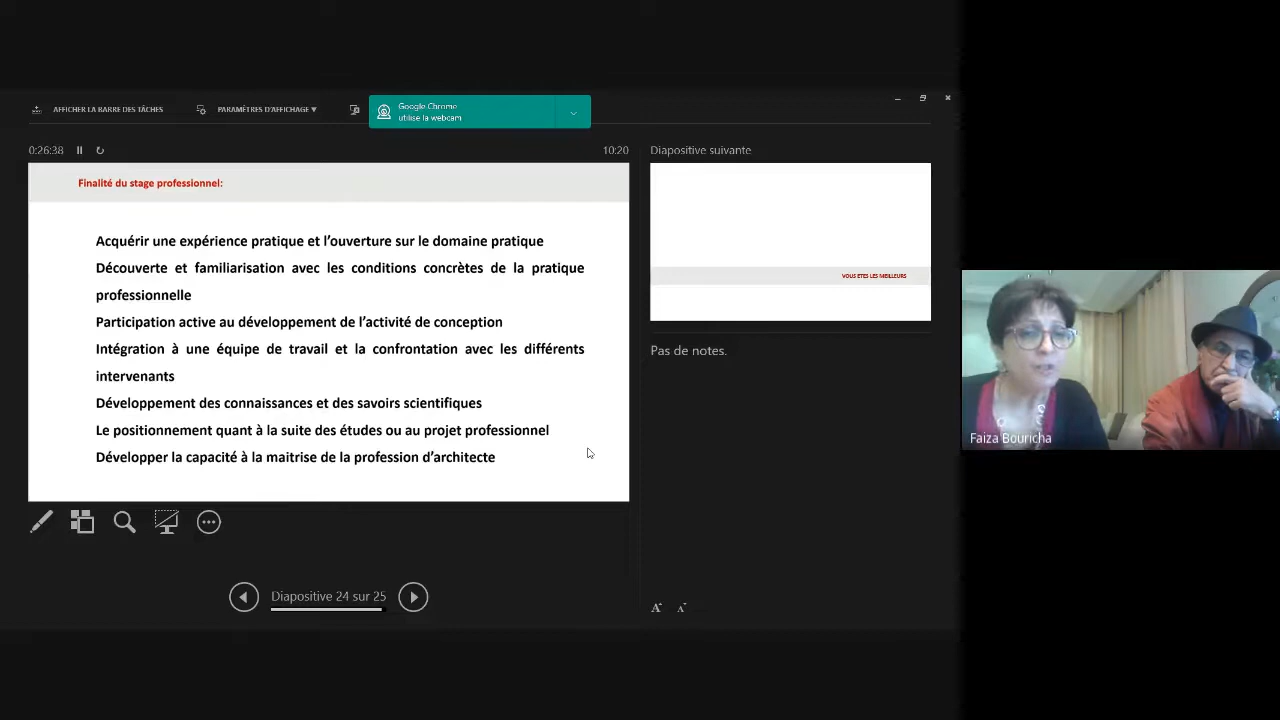 AFFICHER LA BARRE DES TÂCHES
PARAMÈTRES D'AFFICHAGE ▼
Google Chrome
utilise la webcam
0:26:38
10:20
Diapositive suivante
Finalité du stage professionnel:
Acquérir une expérience pratique et l’ouverture sur le domaine pratique
Découverte et familiarisation avec les conditions concrètes de la pratique
professionnelle
Participation active au développement de l’activité de conception
Intégration à une équipe de travail et la confrontation avec les différents
intervenants
Développement des connaissances et des savoirs scientifiques
Le positionnement quant à la suite des études ou au projet professionnel
Développer la capacité à la maitrise de la profession d’architecte
VOUS ETES LES MEILLEURS
Pas de notes.
Faiza Bouricha
Diapositive 24 sur 25
A A